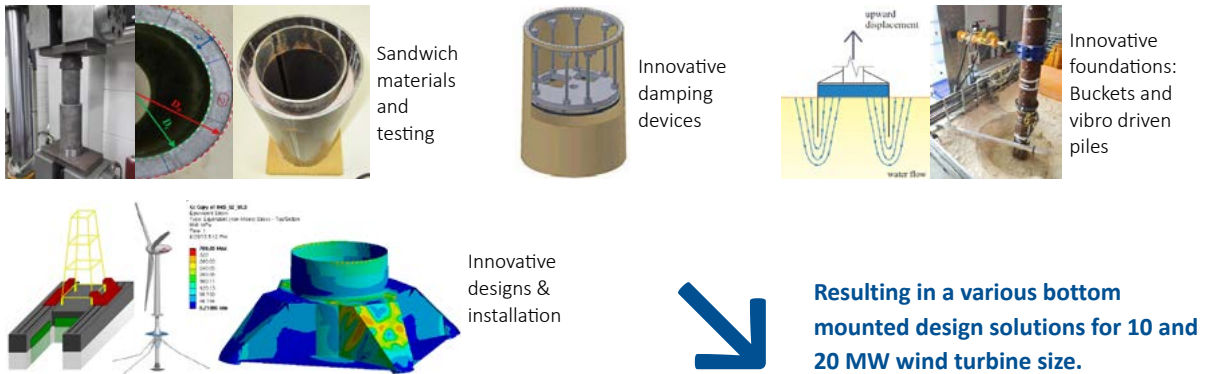 Sandwich
materials
and
testing
Innovative
damping
devices
upward
displacement
water flow
Innovative
foundations:
Buckets and
vibro driven
piles
Innovative
designs &
installation
Resulting in a various bottom
mounted design solutions for 10 and
20 MW wind turbine size.